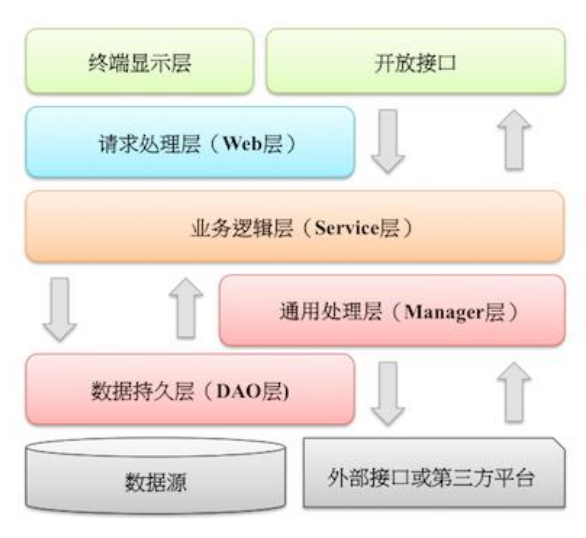 终端显示层
开放接口
请求处理层（Web层）
业务逻辑层（Service层）
通用处理层（Manager层）
数据持久层（DAO层)
数据源
外部接口或第三方平台